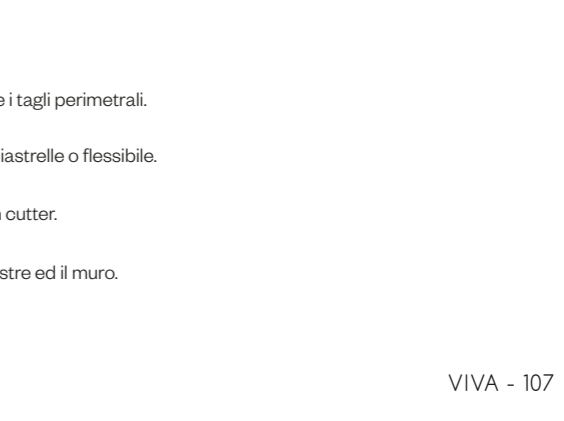 e i tagli perimetrali.
iastrelle o flessibile.
cutter.
stre ed il muro.
VIVA - 107